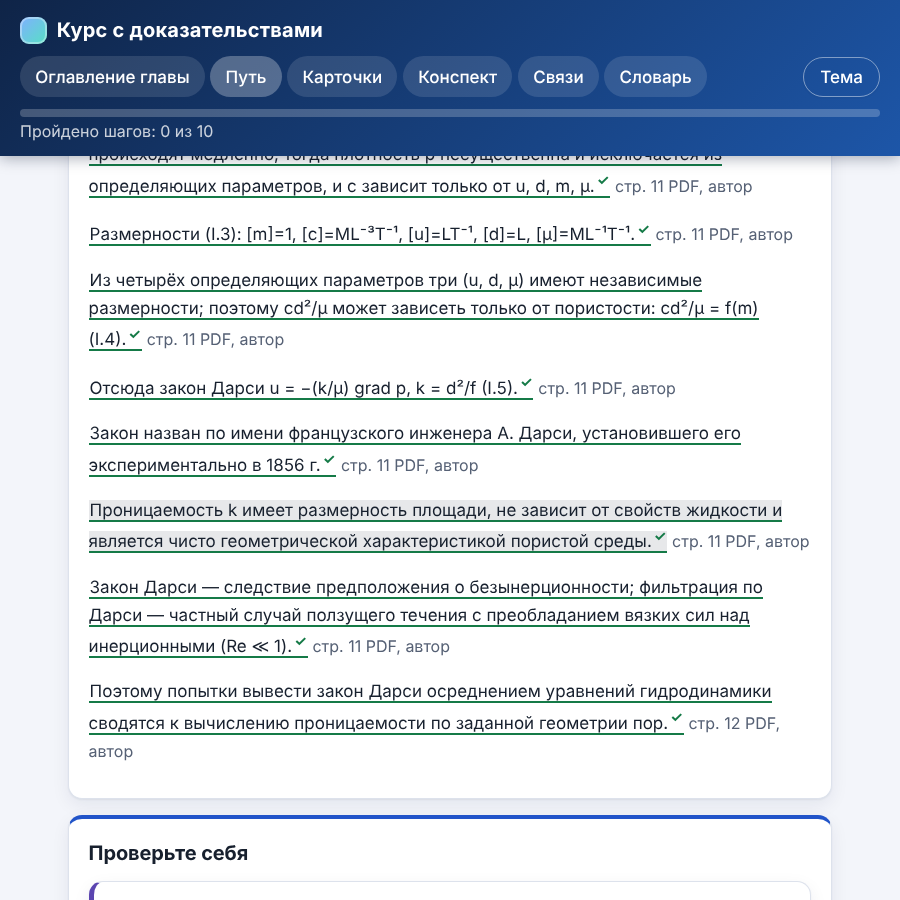 Курс с доказательствами
Оглавление главы
Путь
Карточки
Конспект
Связи
Словарь
Тема
Пройдено шагов: 0 из 10
происходят медленно, тогда плотность ρ несущественна и исключается из
определяющих параметров, и c зависит только от u, d, m, μ.✓ стр. 11 PDF, автор
Размерности (I.3): [m]=1, [c]=ML⁻³T⁻¹, [u]=LT⁻¹, [d]=L, [μ]=ML⁻¹T⁻¹.✓ стр. 11 PDF, автор
Из четырёх определяющих параметров три (u, d, μ) имеют независимые
размерности; поэтому cd²/μ может зависеть только от пористости: cd²/μ = f(m)
(I.4).✓ стр. 11 PDF, автор
Отсюда закон Дарси u = −(k/μ) grad p, k = d²/f (I.5).✓ стр. 11 PDF, автор
Закон назван по имени французского инженера А. Дарси, установившего его
экспериментально в 1856 г.✓ стр. 11 PDF, автор
Проницаемость k имеет размерность площади, не зависит от свойств жидкости и
является чисто геометрической характеристикой пористой среды.✓ стр. 11 PDF, автор
Закон Дарси — следствие предположения о безынерционности; фильтрация по
Дарси — частный случай ползущего течения с преобладанием вязких сил над
инерционными (Re ≪ 1).✓ стр. 11 PDF, автор
Поэтому попытки вывести закон Дарси осреднением уравнений гидродинамики
сводятся к вычислению проницаемости по заданной геометрии пор.✓ стр. 12 PDF,
автор
Проверьте себя